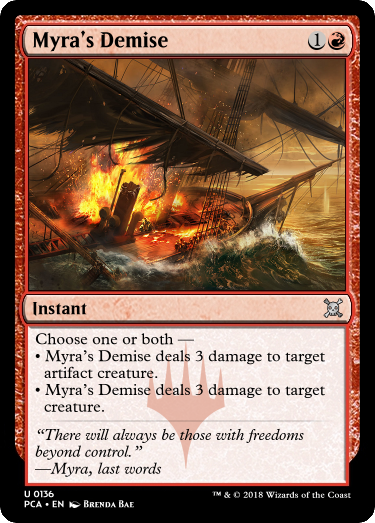 Myra's Demise 1
Instant
Choose one or both —
• Myra's Demise deals 3 damage to target
artifact creature.
• Myra's Demise deals 3 damage to target
creature.
"There will always be those with freedoms
beyond control."
—Myra, last words
U 0136
PCA • EN Brenda Bae
™ & © 2018 Wizards of the Coast